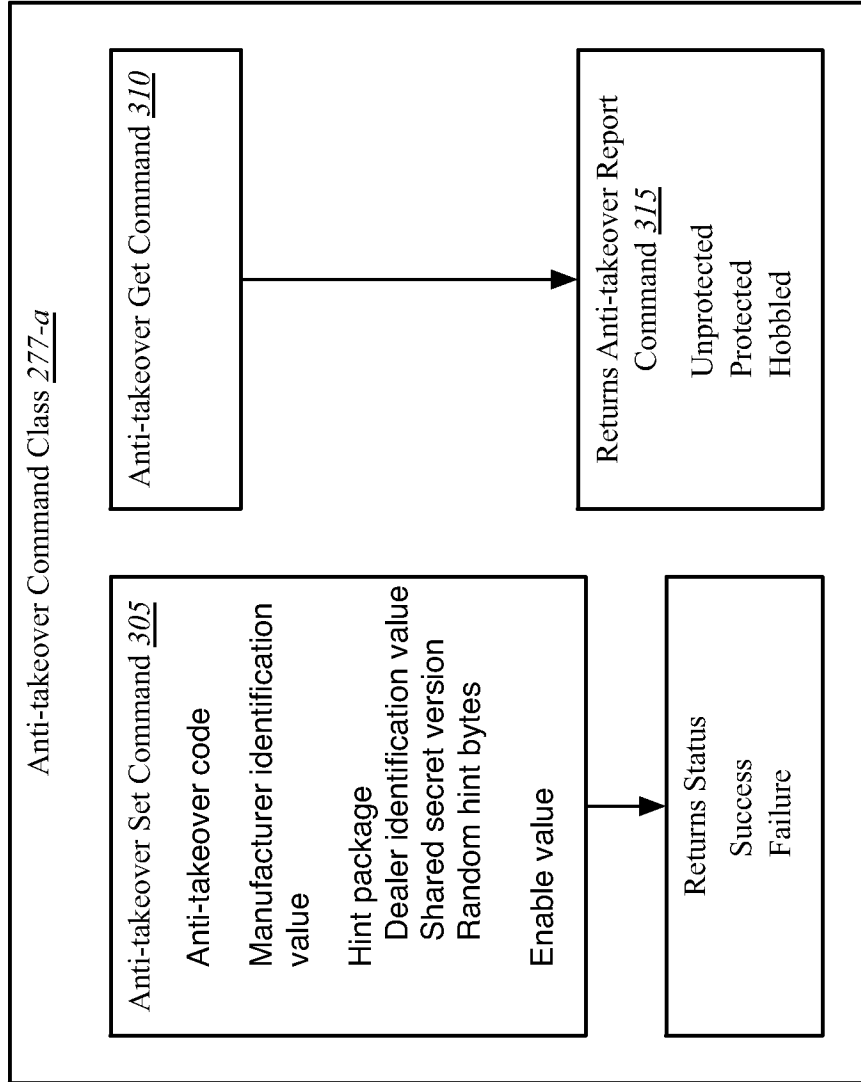 Anti-takeover Command Class 277-a
Anti-takeover Set Command 305
Anti-takeover code
Manufacturer identification
value
Hint package
Dealer identification value
Shared secret version
Random hint bytes
Enable value
Returns Status
Success
Failure
Anti-takeover Get Command 310
Returns Anti-takeover Report
Command 315
Unprotected
Protected
Hobbled